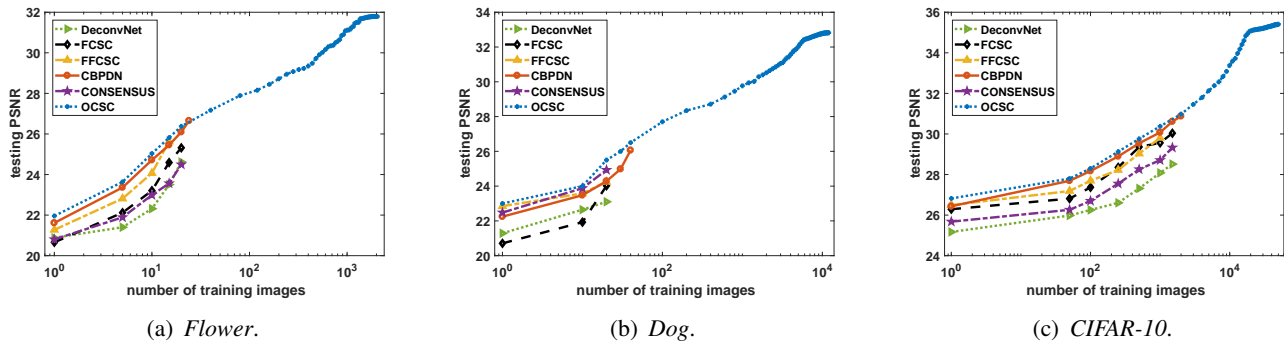 32
30
28
26
24
22
20
testing PSNR
DeconvNet
FCSC
FFCSC
CBPDN
CONSENSUS
OCSC
10^0 10^1 10^2 10^3
number of training images
(a) Flower.
34
32
30
28
26
24
22
20
testing PSNR
DeconvNet
FCSC
FFCSC
CBPDN
CONSENSUS
OCSC
10^0 10^2 10^4
number of training images
(b) Dog.
36
34
32
30
28
26
24
testing PSNR
DeconvNet
FCSC
FFCSC
CBPDN
CONSENSUS
OCSC
10^0 10^2 10^4
number of training images
(c) CIFAR-10.